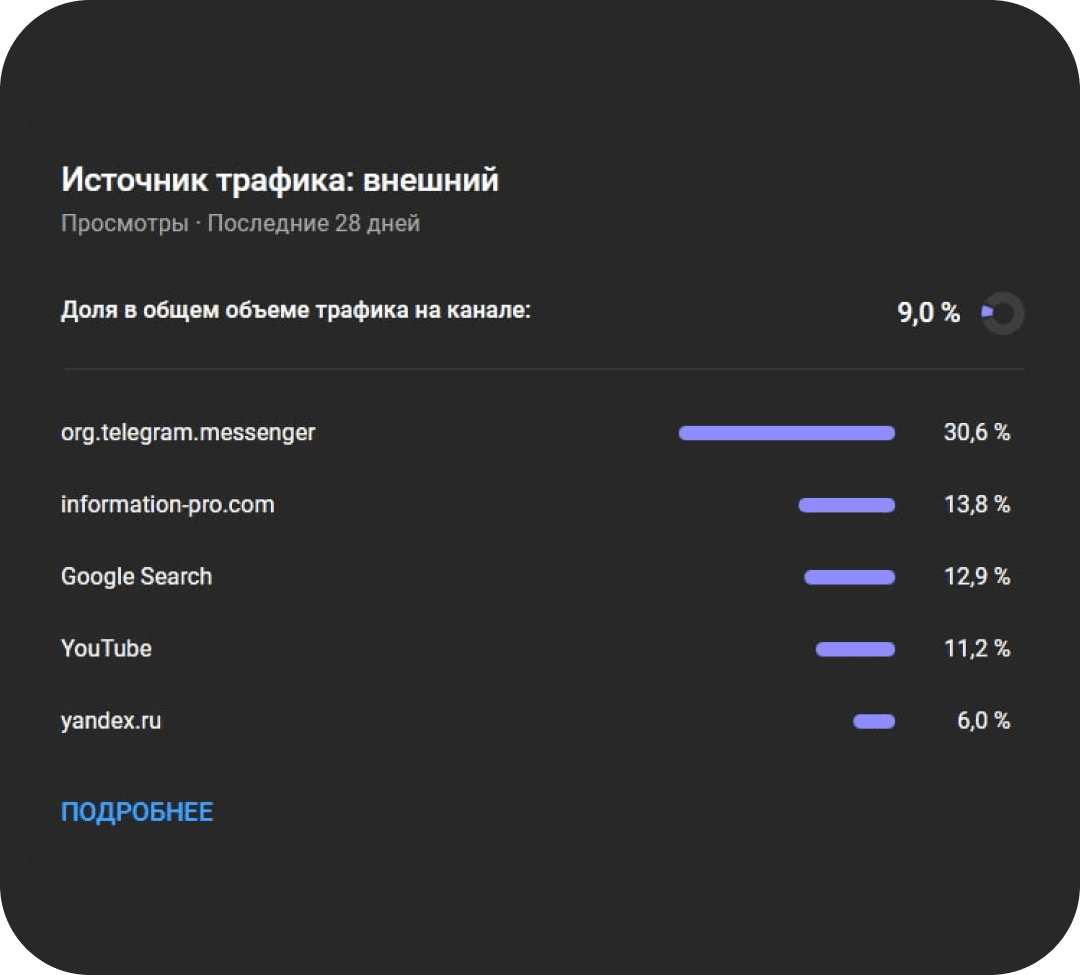 Источник трафика: внешний
Просмотры · Последние 28 дней
Доля в общем объеме трафика на канале: 9,0 %
org.telegram.messenger 30,6 %
information-pro.com 13,8 %
Google Search 12,9 %
YouTube 11,2 %
yandex.ru 6,0 %
ПОДРОБНЕЕ